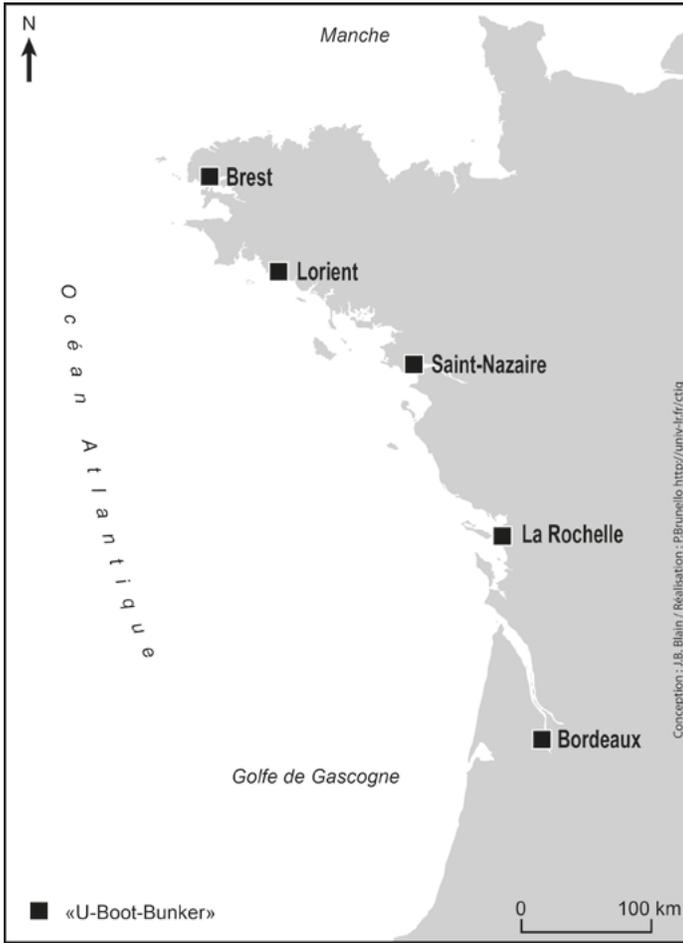 N
Manche
Brest
Lorient
Océan Atlantique
Saint-Nazaire
La Rochelle
Bordeaux
Golfe de Gascogne
«U-Boot-Bunker»
0 100 km
Conception : J.B. Blain / Réalisation : P.Brunello http://univ-lr.fr/ctig